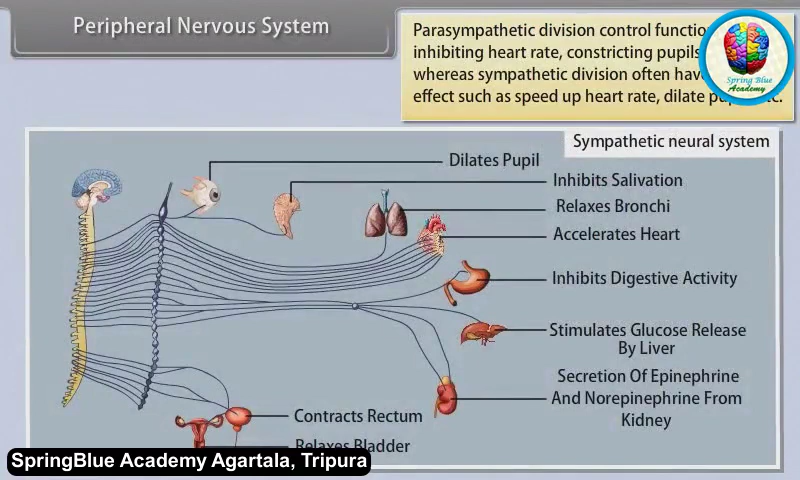 Peripheral Nervous System
Parasympathetic division control functio
inhibiting heart rate, constricting pupils
whereas sympathetic division often hav
effect such as speed up heart rate, dilate pu
Spring Blue
Academy
Sympathetic neural system
Dilates Pupil
Inhibits Salivation
Relaxes Bronchi
Accelerates Heart
Inhibits Digestive Activity
Stimulates Glucose Release
By Liver
Secretion Of Epinephrine
And Norepinephrine From
Kidney
Contracts Rectum
Relaxes Bladder
SpringBlue Academy Agartala, Tripura